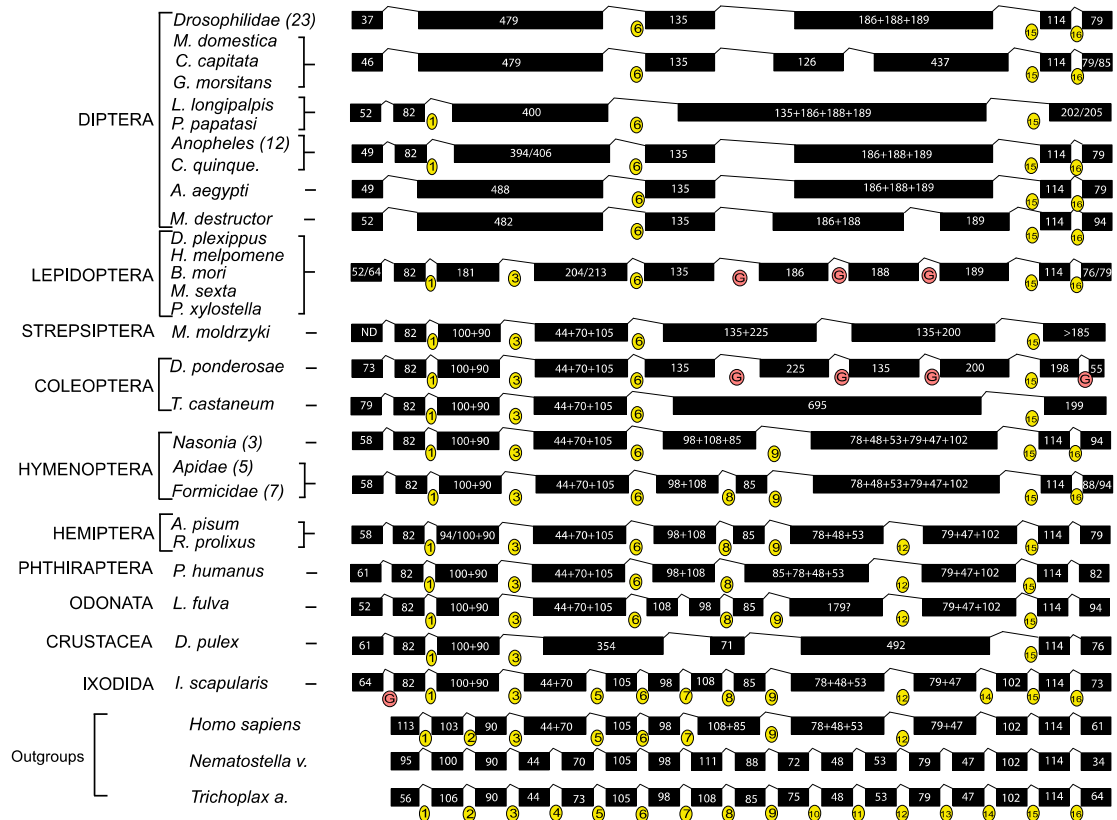 Drosophilidae (23) 37 479 6 135 186+188+189 15 114 16 79
M. domestica
C. capitata 46 479 6 135 126 437 15 114 16 79/85
G. morsitans
DIPTERA
L. longipalpis
P. papatasi 52 82 1 400 6 135+186+188+189 15 202/205
Anopheles (12)
C. quinque. 49 82 1 394/406 6 135 186+188+189 15 114 16 79
A. aegypti 49 488 6 135 186+188+189 15 114 16 79
M. destructor 52 482 6 135 186+188 189 15 114 16 94
D. plexippus
H. melpomene
LEPIDOPTERA B. mori 52/64 82 1 181 3 204/213 6 135 G 186 G 188 G 189 15 114 16 76/79
M. sexta
P. xylostella
STREPSIPTERA M. moldrzyki ND 82 1 100+90 3 44+70+105 6 135+225 135+200 15 >185
D. ponderosae 73 82 1 100+90 3 44+70+105 6 135 G 225 G 135 G 200 15 198 G 55
COLEOPTERA
T. castaneum 79 82 1 100+90 3 44+70+105 6 695 15 199
Nasonia (3) 58 82 1 100+90 3 44+70+105 6 98+108+85 9 78+48+53+79+47+102 15 114 16 94
HYMENOPTERA
Apidae (5)
Formicidae (7) 58 82 1 100+90 3 44+70+105 6 98+108 8 85 9 78+48+53+79+47+102 15 114 16 88/94
HEMIPTERA
A. pisum
R. prolixus 58 82 1 94/100+90 3 44+70+105 6 98+108 8 85 9 78+48+53 12 79+47+102 15 114 79
PHTHIRAPTERA P. humanus 61 82 1 100+90 3 44+70+105 6 98+108 8 85+78+48+53 12 79+47+102 15 114 82
ODONATA L. fulva 52 82 1 100+90 3 44+70+105 6 108 98 8 85 9 179? 12 79+47+102 15 114 94
CRUSTACEA D. pulex 61 82 1 100+90 3 354 71 492 15 114 76
IXODIDA I. scapularis 64 G 82 1 100+90 3 44+70 5 105 6 98 7 108 8 85 9 78+48+53 12 79+47 14 102 15 114 16 73
Homo sapiens 113 1 103 2 90 3 44+70 5 105 6 98 7 108+85 9 78+48+53 12 79+47 102 114 61
Outgroups
Nematostella v. 95 100 90 44 70 105 98 111 88 72 48 53 79 47 102 114 34
Trichoplax a. 56 1 106 2 90 3 44 4 73 5 105 6 98 7 108 8 85 9 75 10 48 11 53 12 79 13 47 14 102 15 114 16 64